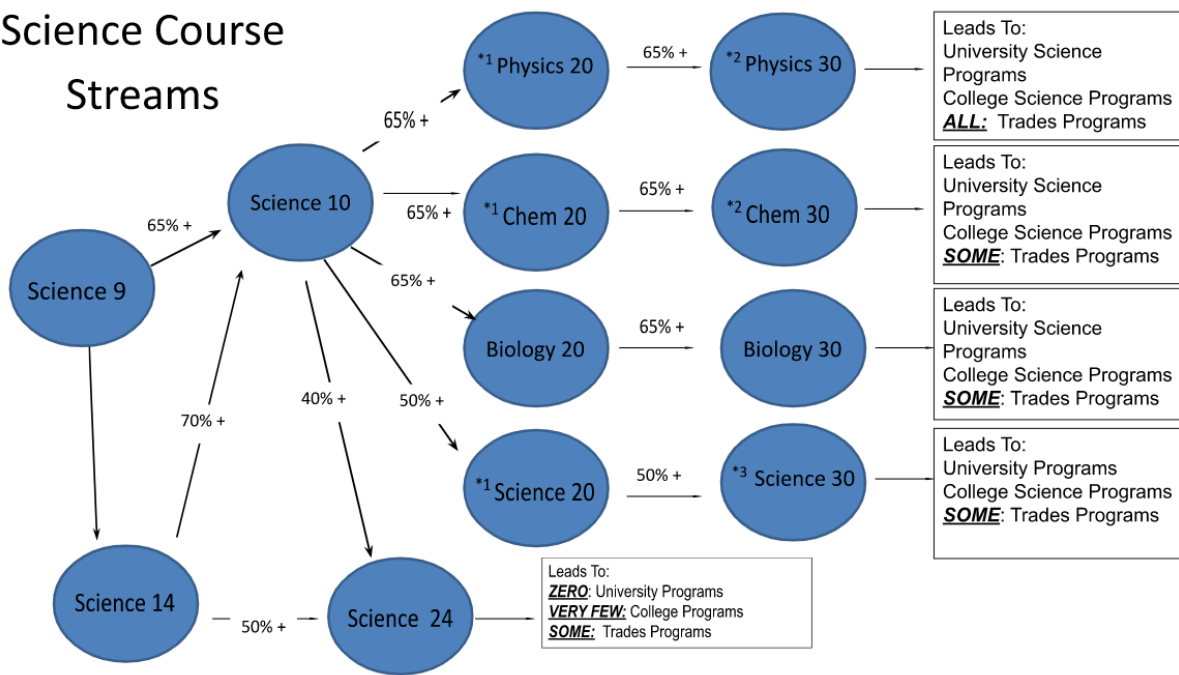 Science Course
Streams
Science 9
65% +
Science 10
65% +
*1 Physics 20
65% +
*2 Physics 30
Leads To:
University Science
Programs
College Science Programs
ALL: Trades Programs
65% +
*1 Chem 20
65% +
*2 Chem 30
Leads To:
University Science
Programs
College Science Programs
SOME: Trades Programs
65% +
Biology 20
65% +
Biology 30
Leads To:
University Science
Programs
College Science Programs
SOME: Trades Programs
50% +
*1 Science 20
50% +
*3 Science 30
Leads To:
University Programs
College Science Programs
SOME: Trades Programs
40% +
70% +
Science 14
50% +
Science 24
Leads To:
ZERO: University Programs
VERY FEW: College Programs
SOME: Trades Programs